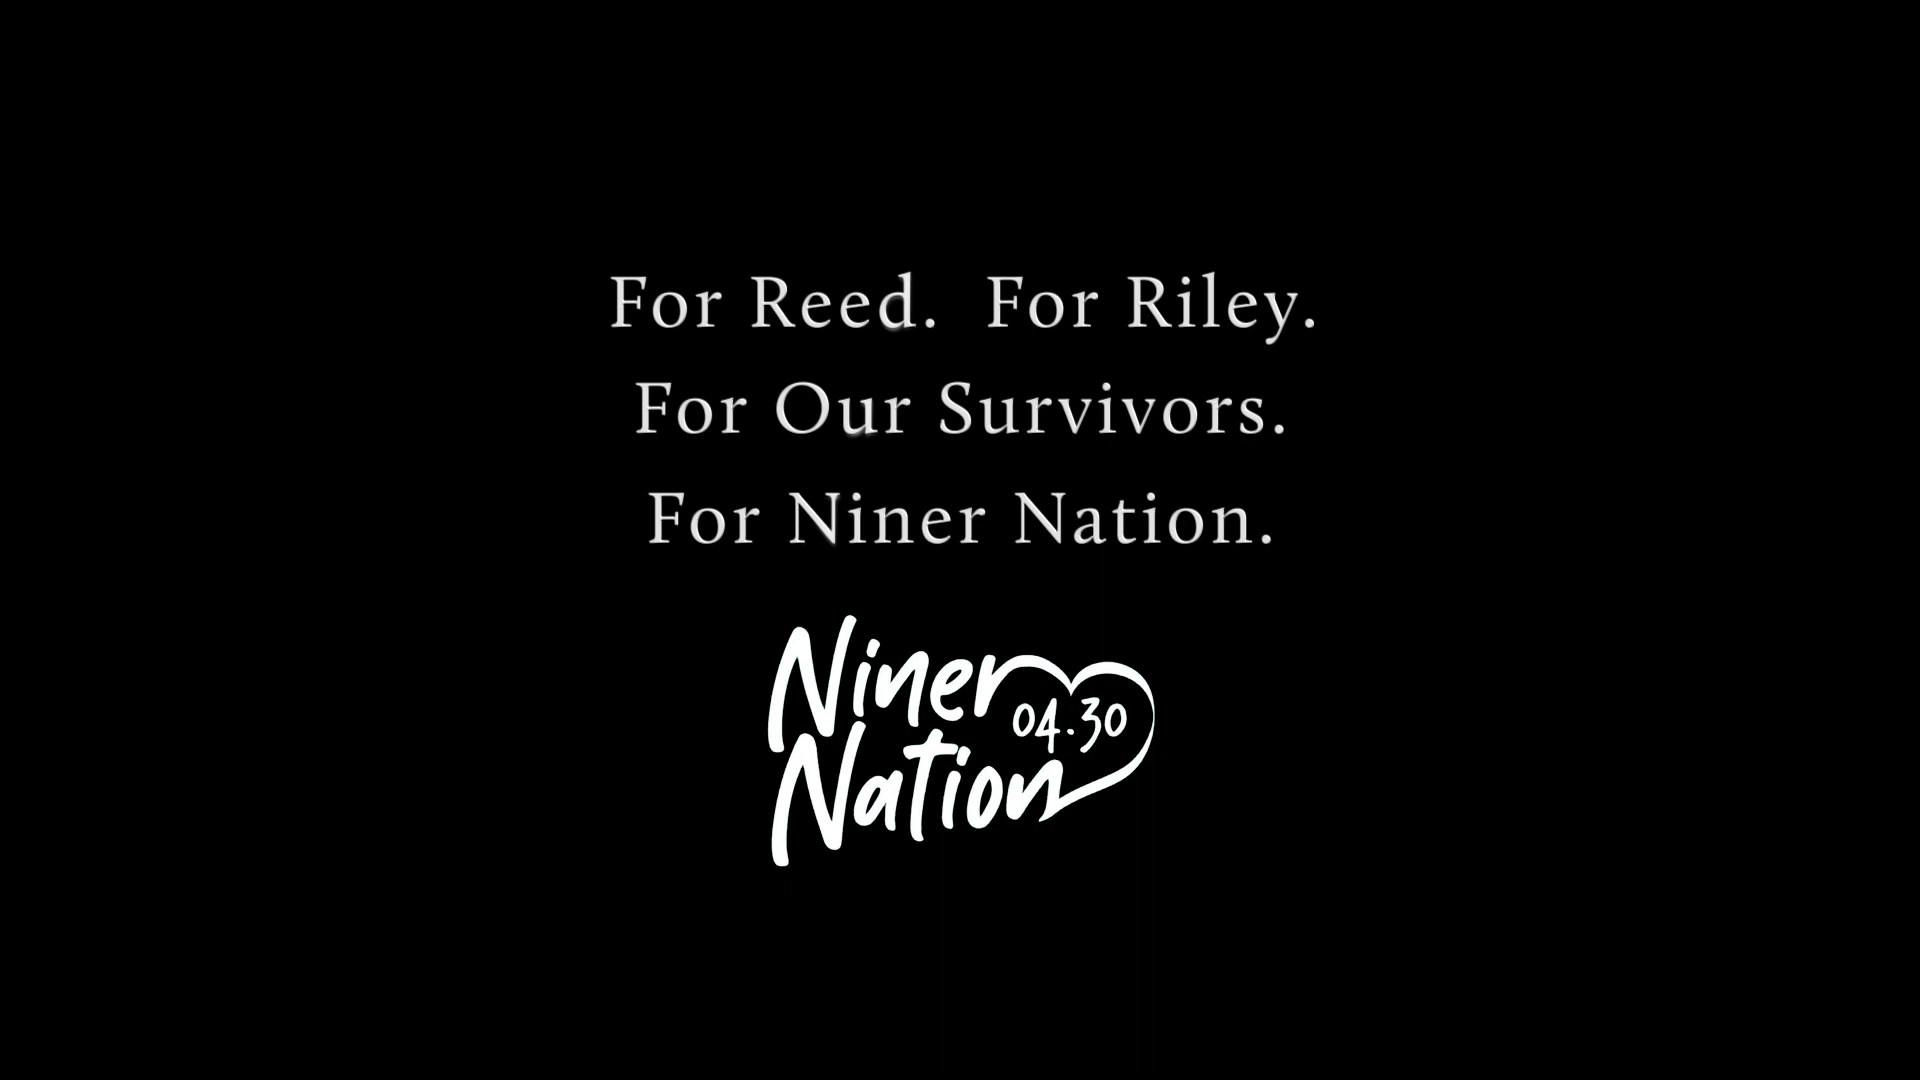 For Reed. For Riley.
For Our Survivors.
For Niner Nation.
Niner
04.30
Nation